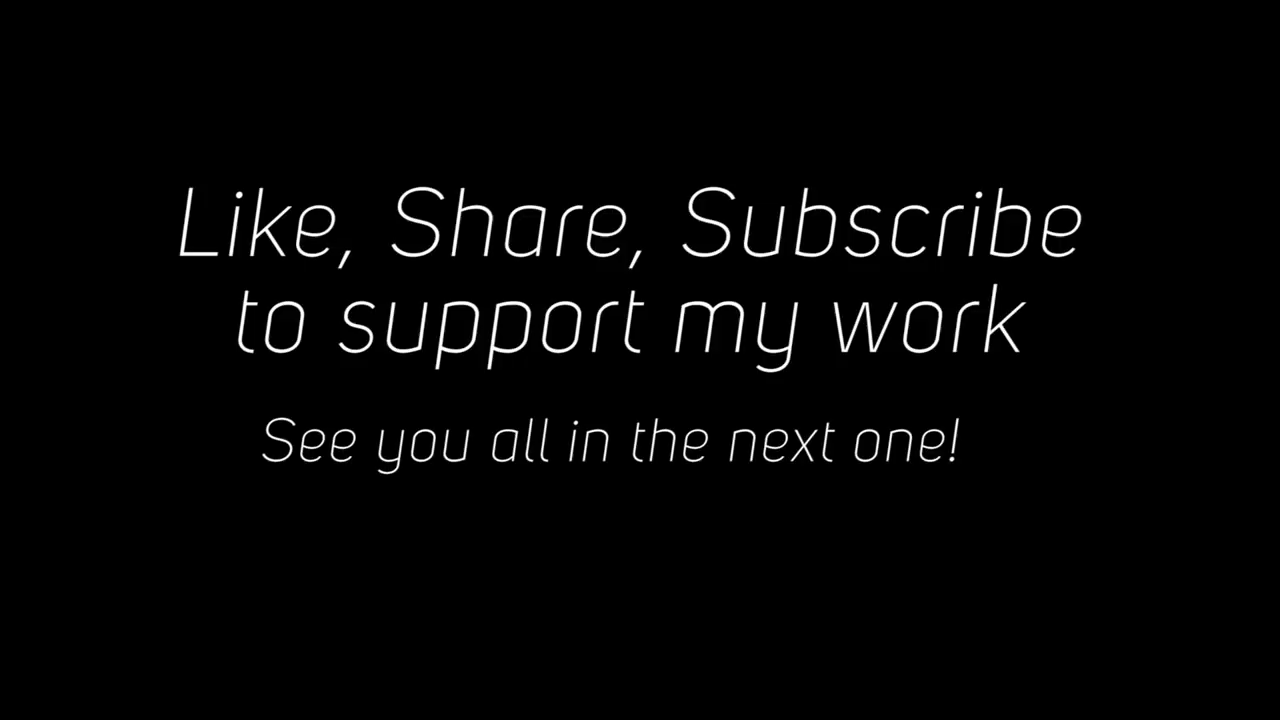 Like, Share, Subscribe
to support my work
See you all in the next one!